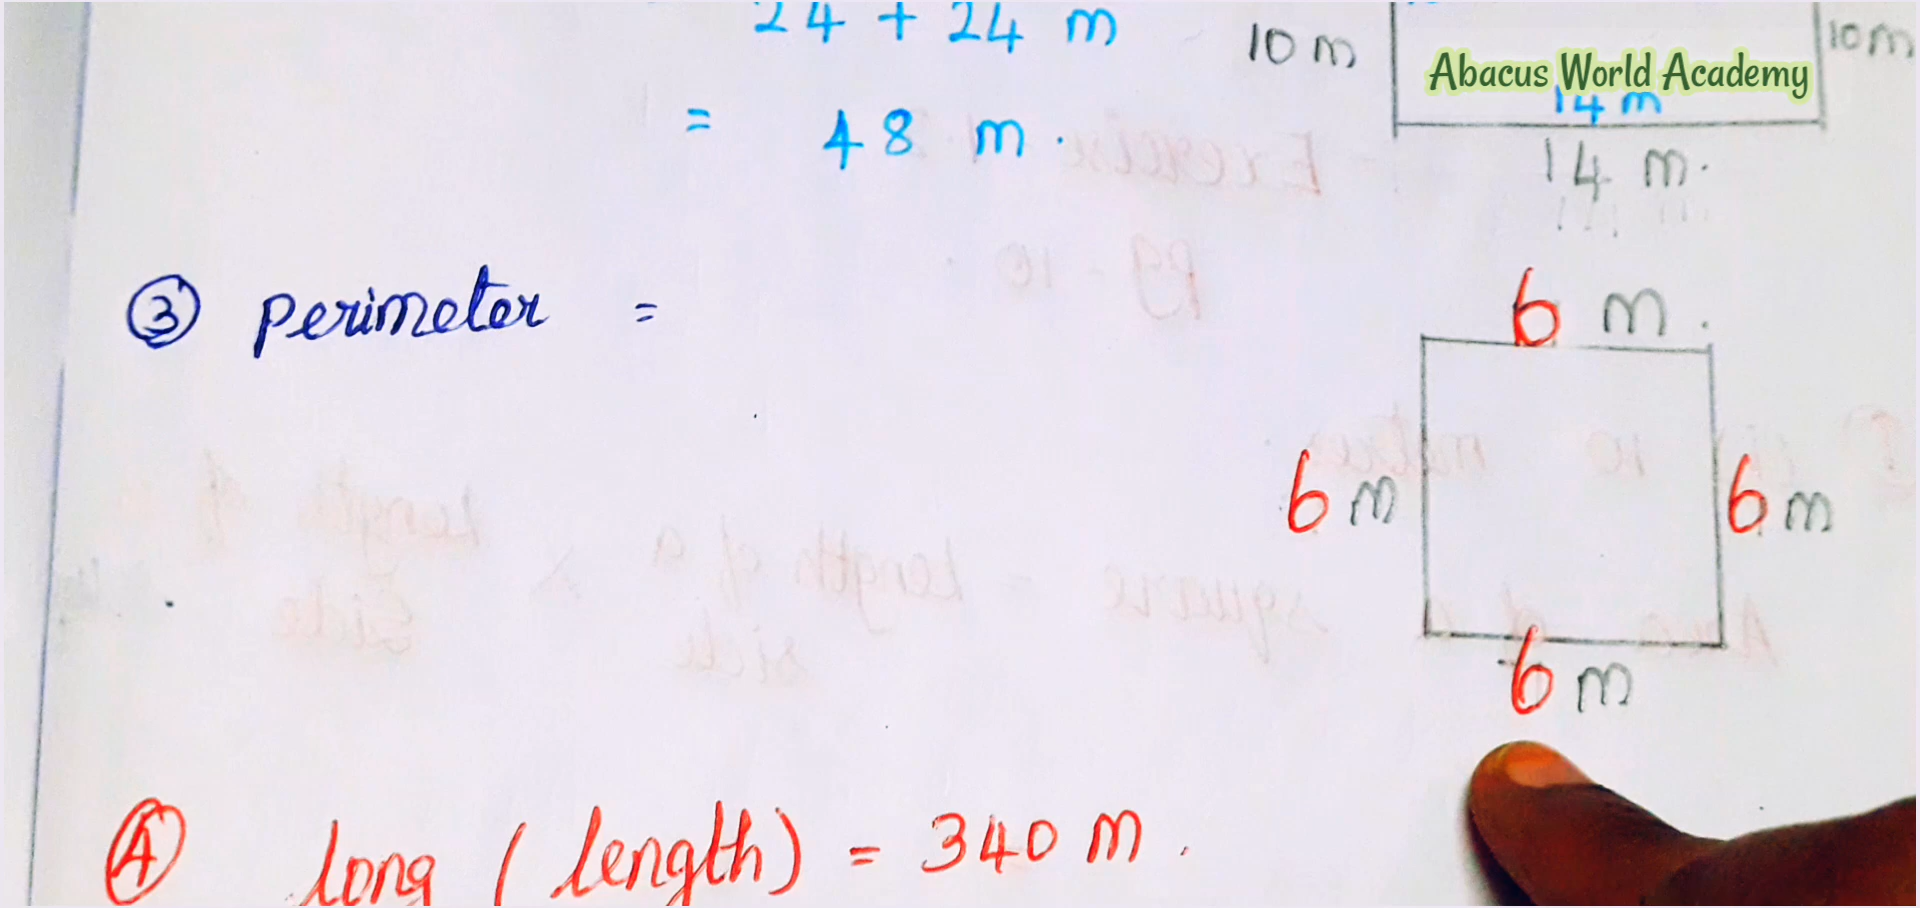 24 + 24 m
= 48 m.
10 m
10 m
Abacus World Academy
14 m
14 m.
③ perimeter =
6 m.
6 m
6 m
6 m
④ long (length) = 340 m.